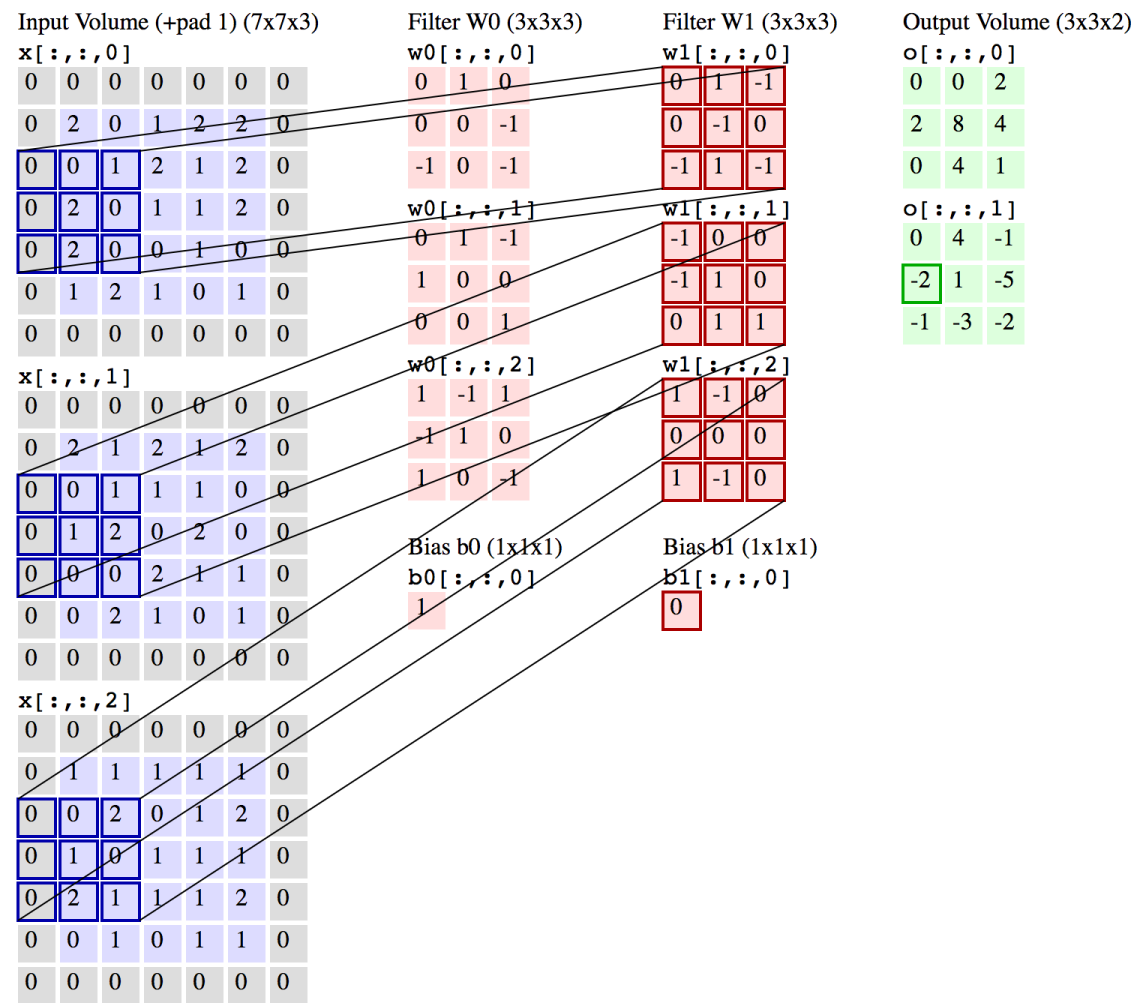 Input Volume (+pad 1) (7x7x3)
x[:,:,0]
0 0 0 0 0 0 0
0 2 0 1 2 2 0
0 0 1 2 1 2 0
0 2 0 1 1 2 0
0 2 0 0 1 0 0
0 1 2 1 0 1 0
0 0 0 0 0 0 0
x[:,:,1]
0 0 0 0 0 0 0
0 2 1 2 1 2 0
0 0 1 1 1 0 0
0 1 2 0 2 0 0
0 0 0 2 1 1 0
0 0 2 1 0 1 0
0 0 0 0 0 0 0
x[:,:,2]
0 0 0 0 0 0 0
0 1 1 1 1 1 0
0 0 2 0 1 2 0
0 1 0 1 1 1 0
0 2 1 1 1 2 0
0 0 1 0 1 1 0
0 0 0 0 0 0 0
Filter W0 (3x3x3)
w0[:,:,0]
0 1 0
0 0 -1
-1 0 -1
w0[:,:,1]
0 1 -1
1 0 0
0 0 1
w0[:,:,2]
1 -1 1
-1 1 0
1 0 -1
Bias b0 (1x1x1)
b0[:,:,0]
1
Filter W1 (3x3x3)
w1[:,:,0]
0 1 -1
0 -1 0
-1 1 -1
w1[:,:,1]
-1 0 0
-1 1 0
0 1 1
w1[:,:,2]
1 -1 0
0 0 0
1 -1 0
Bias b1 (1x1x1)
b1[:,:,0]
0
Output Volume (3x3x2)
o[:,:,0]
0 0 2
2 8 4
0 4 1
o[:,:,1]
0 4 -1
-2 1 -5
-1 -3 -2